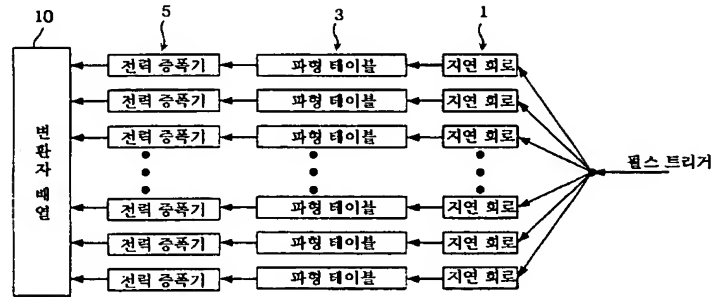 10
5
3
1
전력 증폭기
파형 테이블
지연 회로
전력 증폭기
파형 테이블
지연 회로
전력 증폭기
파형 테이블
지연 회로
변환자 배열
펄스 트리거
전력 증폭기
파형 테이블
지연 회로
전력 증폭기
파형 테이블
지연 회로
전력 증폭기
파형 테이블
지연 회로